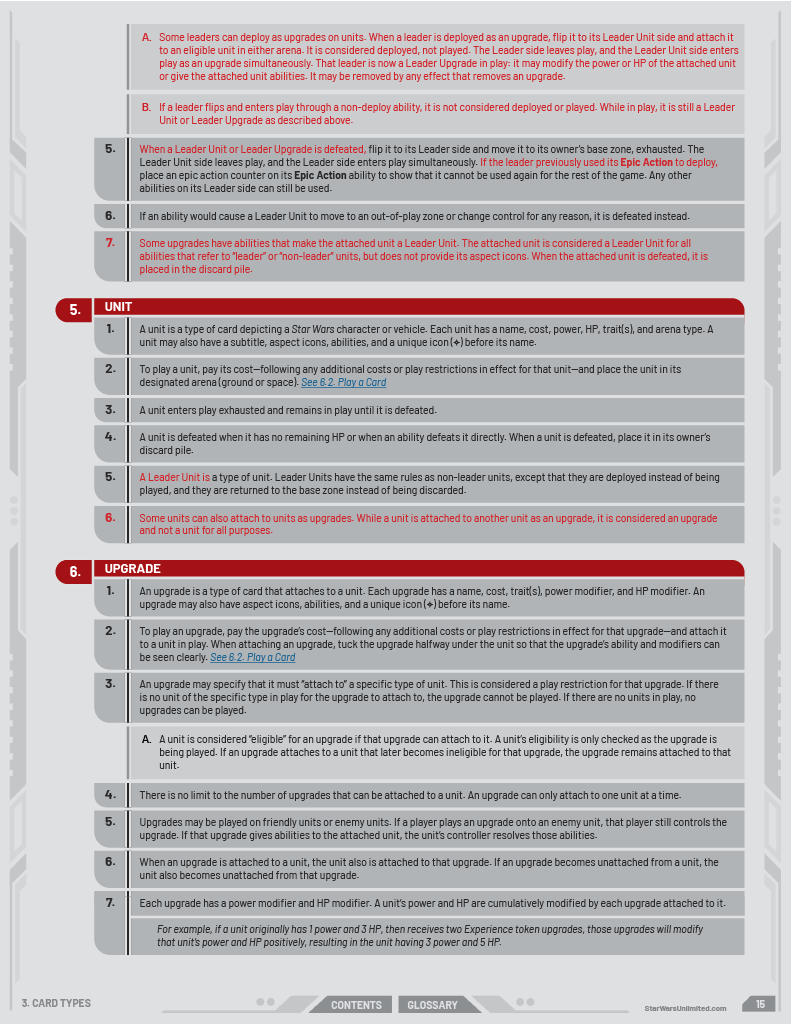 A. Some leaders can deploy as upgrades on units. When a leader is deployed as an upgrade, flip it to its Leader Unit side and attach it
to an eligible unit in either arena. It is considered deployed, not played. The Leader side leaves play, and the Leader Unit side enters
play as an upgrade simultaneously. That leader is now a Leader Upgrade in play: it may modify the power or HP of the attached unit
or give the attached unit abilities. It may be removed by any effect that removes an upgrade.
B. If a leader flips and enters play through a non-deploy ability, it is not considered deployed or played. While in play, it is still a Leader
Unit or Leader Upgrade as described above.
5. When a Leader Unit or Leader Upgrade is defeated, flip it to its Leader side and move it to its owner's base zone, exhausted. The
Leader Unit side leaves play, and the Leader side enters play simultaneously. If the leader previously used its Epic Action to deploy,
place an epic action counter on its Epic Action ability to show that it cannot be used again for the rest of the game. Any other
abilities on its Leader side can still be used.
6. If an ability would cause a Leader Unit to move to an out-of-play zone or change control for any reason, it is defeated instead.
7. Some upgrades have abilities that make the attached unit a Leader Unit. The attached unit is considered a Leader Unit for all
abilities that refer to "leader" or "non-leader" units, but does not provide its aspect icons. When the attached unit is defeated, it is
placed in the discard pile.
5. UNIT
1. A unit is a type of card depicting a Star Wars character or vehicle. Each unit has a name, cost, power, HP, trait(s), and arena type. A
unit may also have a subtitle, aspect icons, abilities, and a unique icon (✦) before its name.
2. To play a unit, pay its cost—following any additional costs or play restrictions in effect for that unit—and place the unit in its
designated arena (ground or space). See 6.2. Play a Card
3. A unit enters play exhausted and remains in play until it is defeated.
4. A unit is defeated when it has no remaining HP or when an ability defeats it directly. When a unit is defeated, place it in its owner's
discard pile.
5. A Leader Unit is a type of unit. Leader Units have the same rules as non-leader units, except that they are deployed instead of being
played, and they are returned to the base zone instead of being discarded.
6. Some units can also attach to units as upgrades. While a unit is attached to another unit as an upgrade, it is considered an upgrade
and not a unit for all purposes.
6. UPGRADE
1. An upgrade is a type of card that attaches to a unit. Each upgrade has a name, cost, trait(s), power modifier, and HP modifier. An
upgrade may also have aspect icons, abilities, and a unique icon (✦) before its name.
2. To play an upgrade, pay the upgrade's cost—following any additional costs or play restrictions in effect for that upgrade—and attach it
to a unit in play. When attaching an upgrade, tuck the upgrade halfway under the unit so that the upgrade's ability and modifiers can
be seen clearly. See 6.2. Play a Card
3. An upgrade may specify that it must "attach to" a specific type of unit. This is considered a play restriction for that upgrade. If there
is no unit of the specific type in play for the upgrade to attach to, the upgrade cannot be played. If there are no units in play, no
upgrades can be played.
A. A unit is considered "eligible" for an upgrade if that upgrade can attach to it. A unit's eligibility is only checked as the upgrade is
being played. If an upgrade attaches to a unit that later becomes ineligible for that upgrade, the upgrade remains attached to that
unit.
4. There is no limit to the number of upgrades that can be attached to a unit. An upgrade can only attach to one unit at a time.
5. Upgrades may be played on friendly units or enemy units. If a player plays an upgrade onto an enemy unit, that player still controls the
upgrade. If that upgrade gives abilities to the attached unit, the unit's controller resolves those abilities.
6. When an upgrade is attached to a unit, the unit also is attached to that upgrade. If an upgrade becomes unattached from a unit, the
unit also becomes unattached from that upgrade.
7. Each upgrade has a power modifier and HP modifier. A unit's power and HP are cumulatively modified by each upgrade attached to it.
For example, if a unit originally has 1 power and 3 HP, then receives two Experience token upgrades, those upgrades will modify
that unit's power and HP positively, resulting in the unit having 3 power and 5 HP.
3. CARD TYPES
CONTENTS
GLOSSARY
StarWarsUnlimited.com
15